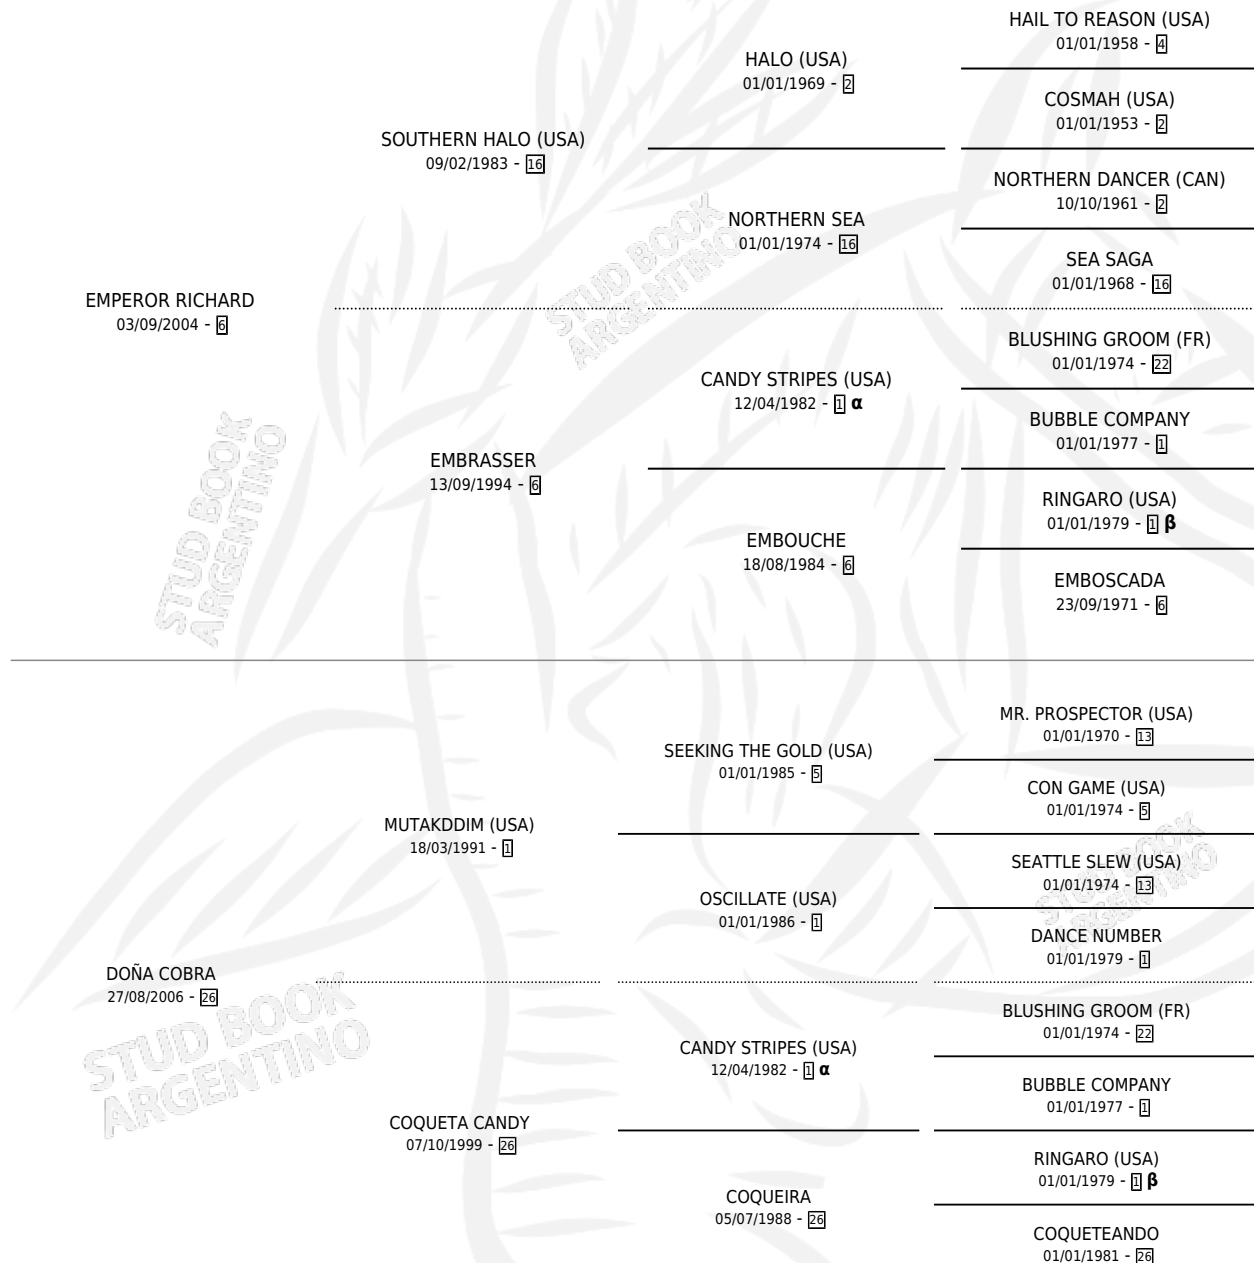 HAIL TO REASON (USA)
01/01/1958 - 4
HALO (USA)
01/01/1969 - 2
COSMAH (USA)
01/01/1953 - 2
SOUTHERN HALO (USA)
09/02/1983 - 16
NORTHERN DANCER (CAN)
10/10/1961 - 2
NORTHERN SEA
01/01/1974 - 16
SEA SAGA
01/01/1968 - 16
STUD BOOK
ARGENTINO
EMPEROR RICHARD
03/09/2004 - 6
BLUSHING GROOM (FR)
01/01/1974 - 22
CANDY STRIPES (USA)
12/04/1982 - 1 α
BUBBLE COMPANY
01/01/1977 - 1
EMBRASSER
13/09/1994 - 6
RINGARO (USA)
01/01/1979 - 1 β
EMBOUCHE
18/08/1984 - 6
EMBOSCADA
23/09/1971 - 6
STUD BOOK
ARGENTINO
MR. PROSPECTOR (USA)
01/01/1970 - 13
SEEKING THE GOLD (USA)
01/01/1985 - 5
CON GAME (USA)
01/01/1974 - 5
MUTAKDDIM (USA)
18/03/1991 - 1
SEATTLE SLEW (USA)
01/01/1974 - 13
OSCILLATE (USA)
01/01/1986 - 1
DANCE NUMBER
01/01/1979 - 1
STUD BOOK
ARGENTINO
DOÑA COBRA
27/08/2006 - 26
BLUSHING GROOM (FR)
01/01/1974 - 22
CANDY STRIPES (USA)
12/04/1982 - 1 α
BUBBLE COMPANY
01/01/1977 - 1
COQUETA CANDY
07/10/1999 - 26
RINGARO (USA)
01/01/1979 - 1 β
COQUEIRA
05/07/1988 - 26
COQUETEANDO
01/01/1981 - 26
STUD BOOK
ARGENTINO